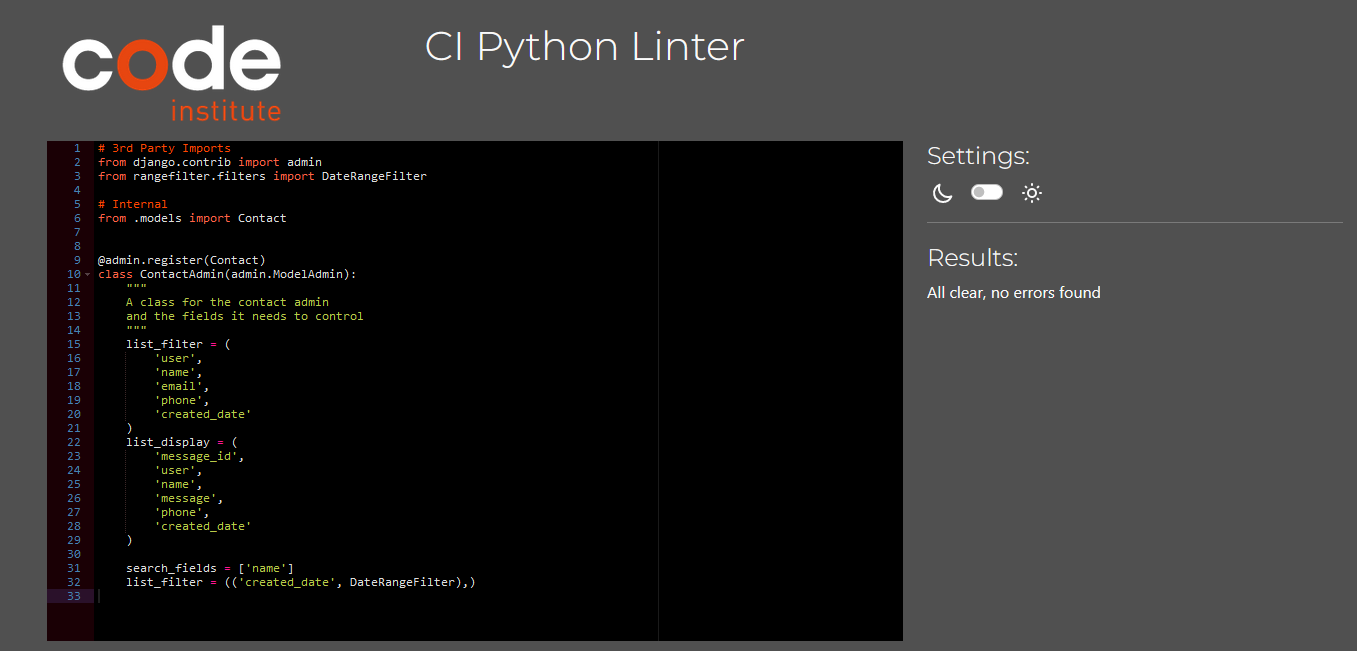 code
institute
CI Python Linter
1 # 3rd Party Imports
2 from django.contrib import admin
3 from rangefilter.filters import DateRangeFilter
4
5 # Internal
6 from .models import Contact
7
8
9 @admin.register(Contact)
10 class ContactAdmin(admin.ModelAdmin):
11     """
12     A class for the contact admin
13     and the fields it needs to control
14     """
15     list_filter = (
16         'user',
17         'name',
18         'email',
19         'phone',
20         'created_date'
21     )
22     list_display = (
23         'message_id',
24         'user',
25         'name',
26         'message',
27         'phone',
28         'created_date'
29     )
30
31     search_fields = ['name']
32     list_filter = (('created_date', DateRangeFilter),)
33
Settings:
Results:
All clear, no errors found